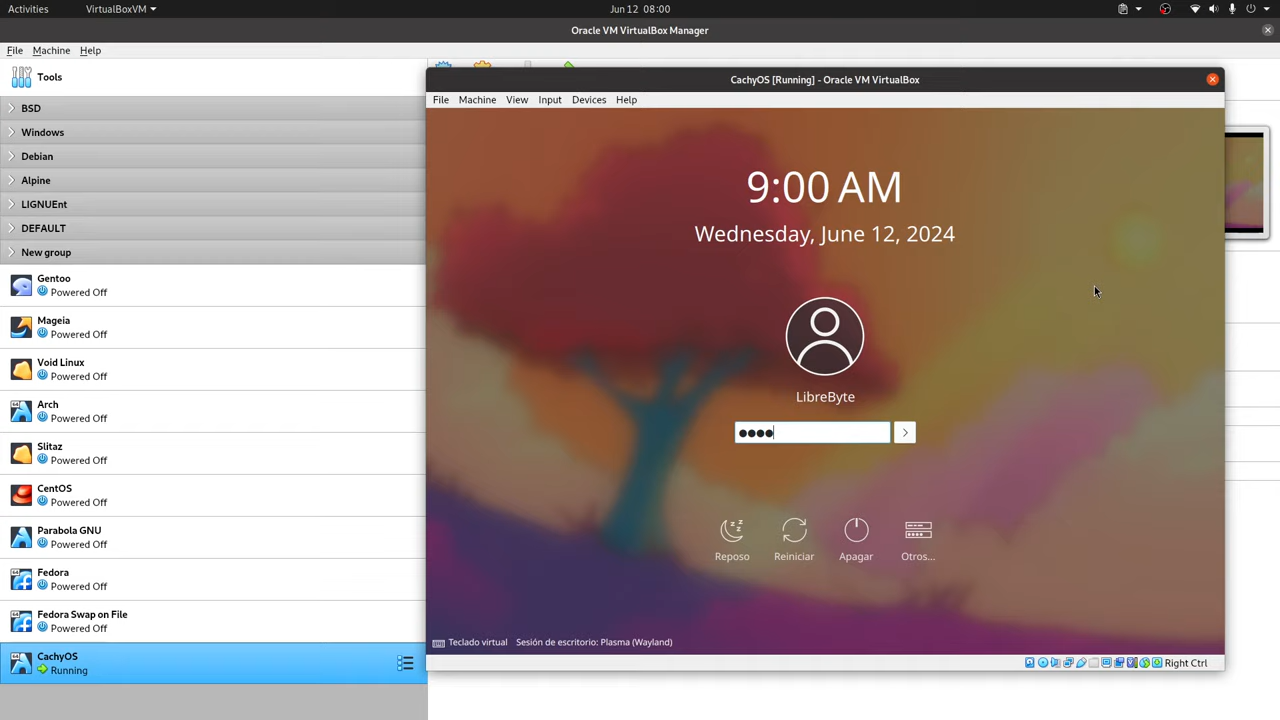 Activities
VirtualBoxVM
Jun 12 08:00
Oracle VM VirtualBox Manager
File Machine Help
Tools
BSD
Windows
Debian
Alpine
LIGNUEnt
DEFAULT
New group
Gentoo
Powered Off
Mageia
Powered Off
Void Linux
Powered Off
Arch
Powered Off
Slitaz
Powered Off
CentOS
Powered Off
Parabola GNU
Powered Off
Fedora
Powered Off
Fedora Swap on File
Powered Off
CachyOS
Running
CachyOS [Running] - Oracle VM VirtualBox
File Machine View Input Devices Help
9:00 AM
Wednesday, June 12, 2024
LibreByte
Reposo Reiniciar Apagar Otros...
Teclado virtual Sesión de escritorio: Plasma (Wayland)
Right Ctrl